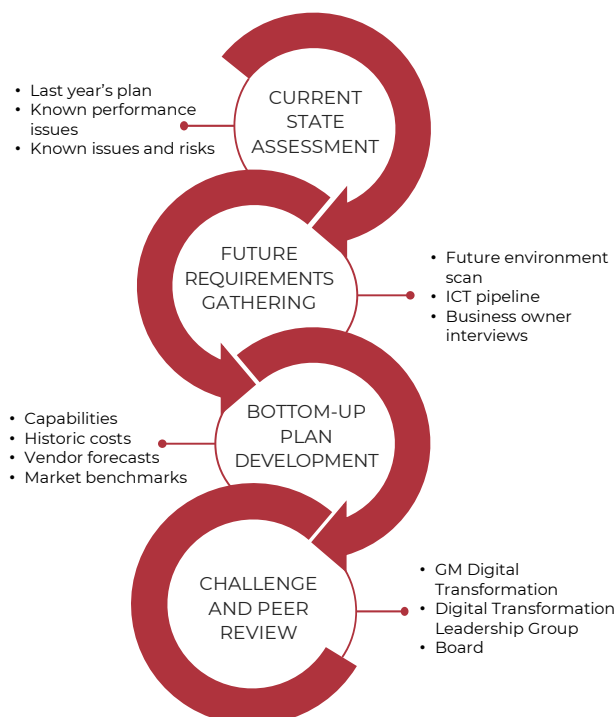 • Last year's plan
• Known performance
issues
• Known issues and risks
CURRENT
STATE
ASSESSMENT
FUTURE
REQUIREMENTS
GATHERING
• Future environment
scan
• ICT pipeline
• Business owner
interviews
• Capabilities
• Historic costs
• Vendor forecasts
• Market benchmarks
BOTTOM-UP
PLAN
DEVELOPMENT
CHALLENGE
AND PEER
REVIEW
• GM Digital
Transformation
• Digital Transformation
Leadership Group
• Board